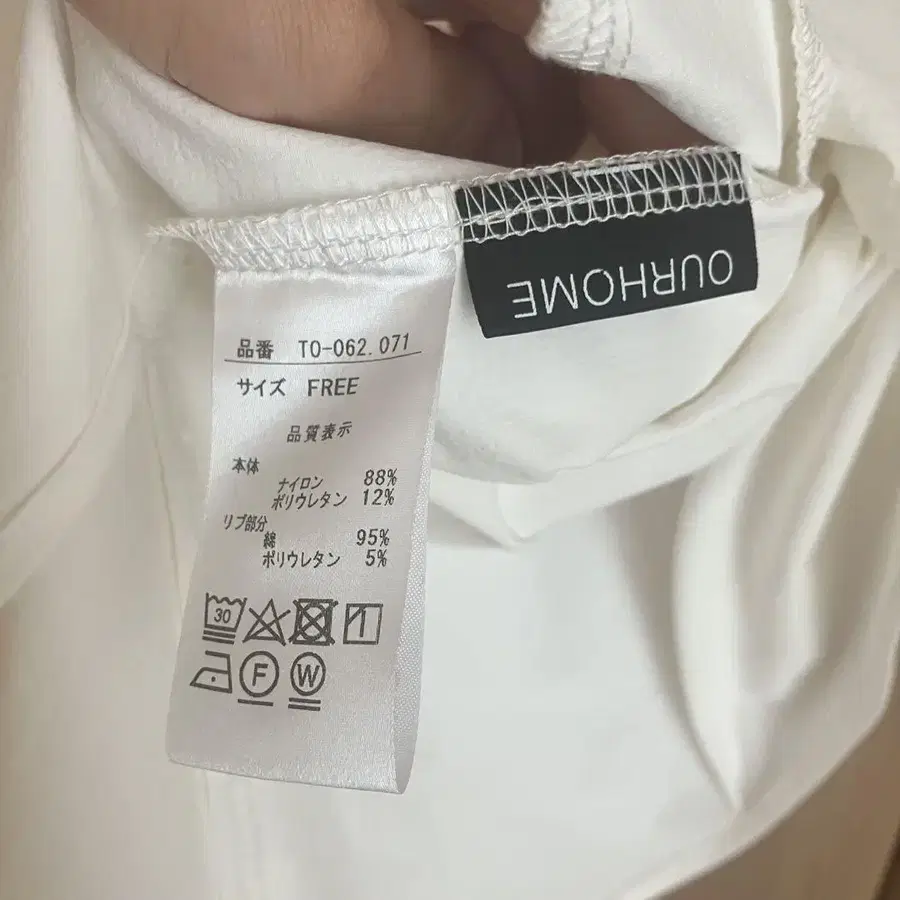 OURHOME
品番 TO-062.071
サイズ FREE
品質表示
本体
ナイロン 88%
ポリウレタン 12%
リブ部分
綿 95%
ポリウレタン 5%
30
F W